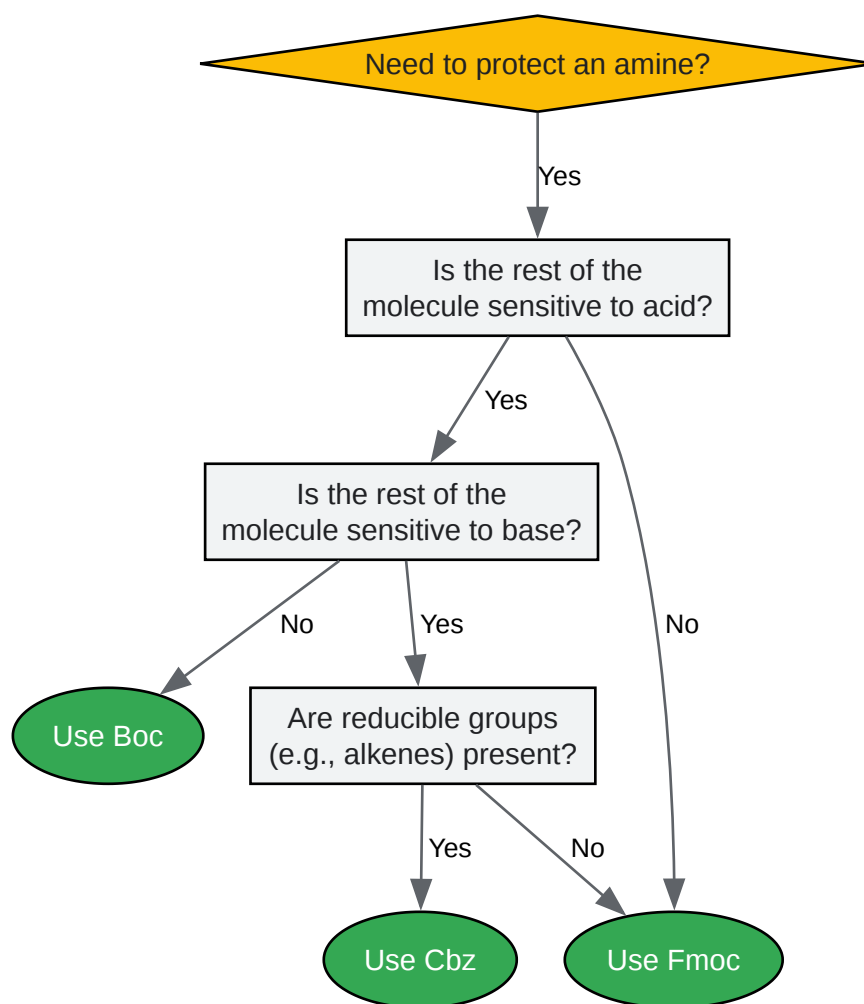 Need to protect an amine?
Yes
Is the rest of the
molecule sensitive to acid?
Yes
Is the rest of the
molecule sensitive to base?
No
Yes
No
Are reducible groups
(e.g., alkenes) present?
Use Boc
Yes
No
Use Cbz
Use Fmoc